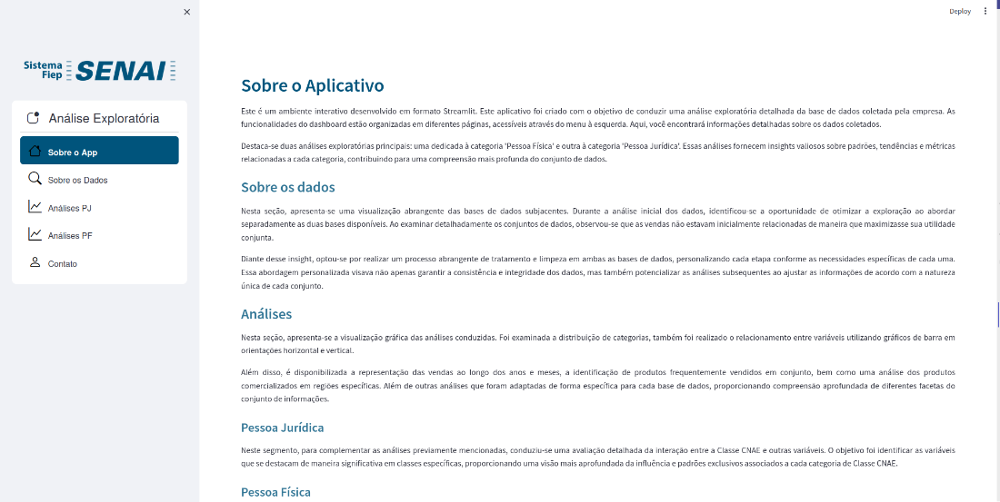 Deploy
Sistema
Fiep
SENAI
Análise Exploratória
Sobre o App
Sobre os Dados
Análises PJ
Análises PF
Contato
Sobre o Aplicativo
Este é um ambiente interativo desenvolvido em formato Streamlit. Este aplicativo foi criado com o objetivo de conduzir uma análise exploratória detalhada da base de dados coletada pela empresa. As
funcionalidades do dashboard estão organizadas em diferentes páginas, acessíveis através do menu à esquerda. Aqui, você encontrará informações detalhadas sobre os dados coletados.
Destaca-se duas análises exploratórias principais: uma dedicada à categoria 'Pessoa Física' e outra à categoria 'Pessoa Jurídica'. Essas análises fornecem insights valiosos sobre padrões, tendências e métricas
relacionadas a cada categoria, contribuindo para uma compreensão mais profunda do conjunto de dados.
Sobre os dados
Nesta seção, apresenta-se uma visualização abrangente das bases de dados subjacentes. Durante a análise inicial dos dados, identificou-se a oportunidade de otimizar a exploração ao abordar
separadamente as duas bases disponíveis. Ao examinar detalhadamente os conjuntos de dados, observou-se que as vendas não estavam inicialmente relacionadas de maneira que maximizasse sua utilidade
conjunta.
Diante desse insight, optou-se por realizar um processo abrangente de tratamento e limpeza em ambas as bases de dados, personalizando cada etapa conforme as necessidades específicas de cada uma.
Essa abordagem personalizada visava não apenas garantir a consistência e integridade dos dados, mas também potencializar as análises subsequentes ao ajustar as informações de acordo com a natureza
única de cada conjunto.
Análises
Nesta seção, apresenta-se a visualização gráfica das análises conduzidas. Foi examinada a distribuição de categorias, também foi realizado o relacionamento entre variáveis utilizando gráficos de barra em
orientações horizontal e vertical.
Além disso, é disponibilizada a representação das vendas ao longo dos anos e meses, a identificação de produtos frequentemente vendidos em conjunto, bem como uma análise dos produtos
comercializados em regiões específicas. Além de outras análises que foram adaptadas de forma específica para cada base de dados, proporcionando compreensão aprofundada de diferentes facetas do
conjunto de informações.
Pessoa Jurídica
Neste segmento, para complementar as análises previamente mencionadas, conduziu-se uma avaliação detalhada da interação entre a Classe CNAE e outras variáveis. O objetivo foi identificar as variáveis
que se destacam de maneira significativa em classes específicas, proporcionando uma visão mais aprofundada da influência e padrões exclusivos associados a cada categoria de Classe CNAE.
Pessoa Física